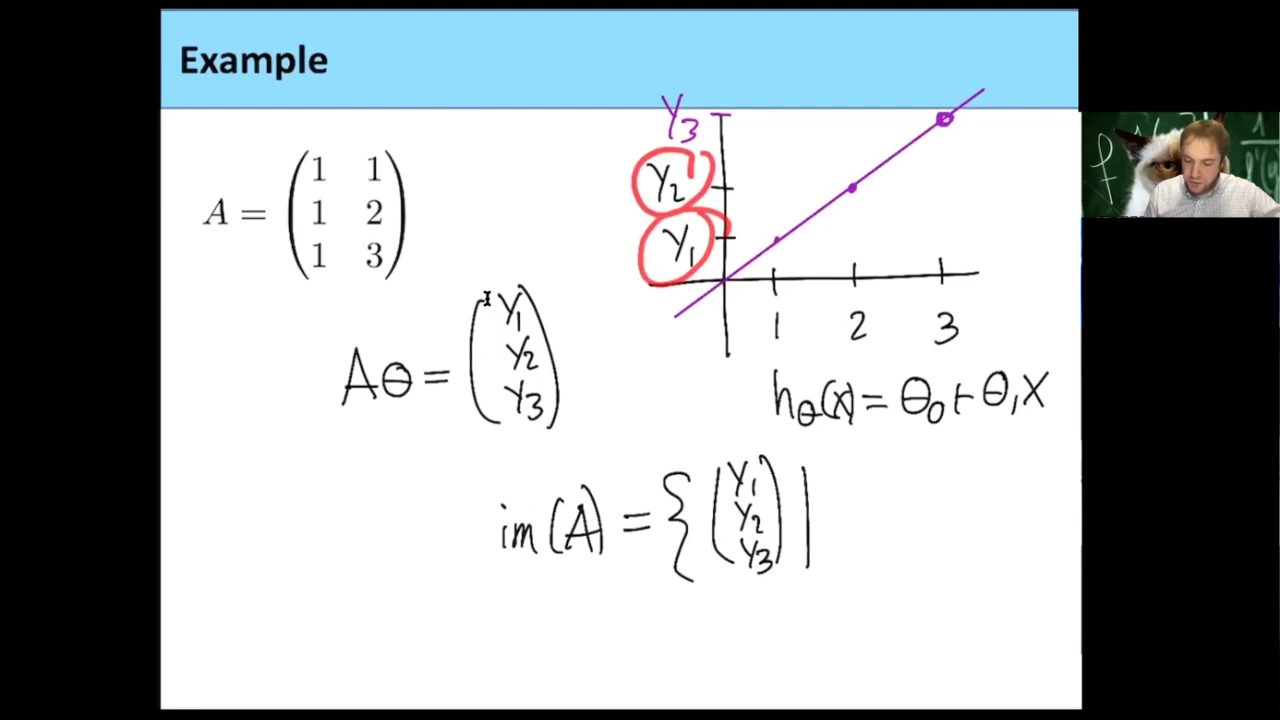 Example
A = ( 1 1
1 2
1 3 )
Aθ = ( y₁
y₂
y₃ )
y₃
y₂
y₁
1 2 3
h_θ(x) = θ₀ + θ₁x
im(A) = { ( y₁
y₂
y₃ ) |